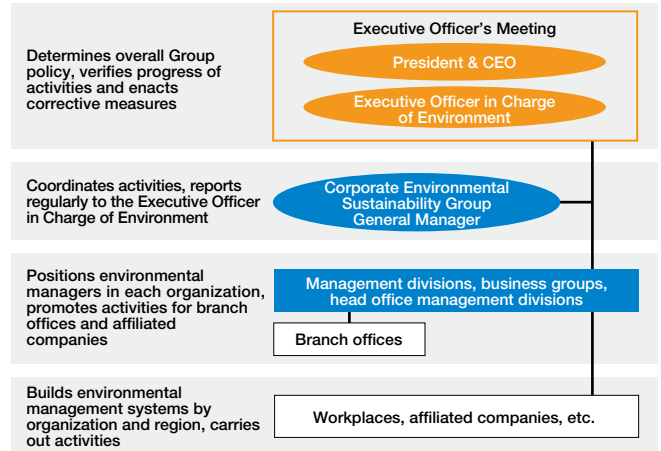 Determines overall Group
policy, verifies progress of
activities and enacts
corrective measures
Executive Officer’s Meeting
President & CEO
Executive Officer in Charge
of Environment
Coordinates activities, reports
regularly to the Executive Officer
in Charge of Environment
Corporate Environmental
Sustainability Group
General Manager
Positions environmental
managers in each organization,
promotes activities for branch
offices and affiliated
companies
Management divisions, business groups,
head office management divisions
Branch offices
Builds environmental
management systems by
organization and region, carries
out activities
Workplaces, affiliated companies, etc.